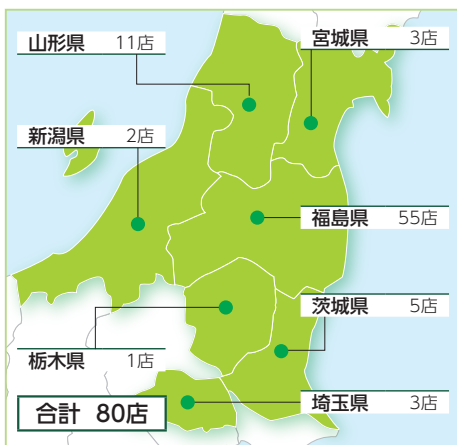 山形県 11店
宮城県 3店
新潟県 2店
福島県 55店
茨城県 5店
栃木県 1店
埼玉県 3店
合計 80店